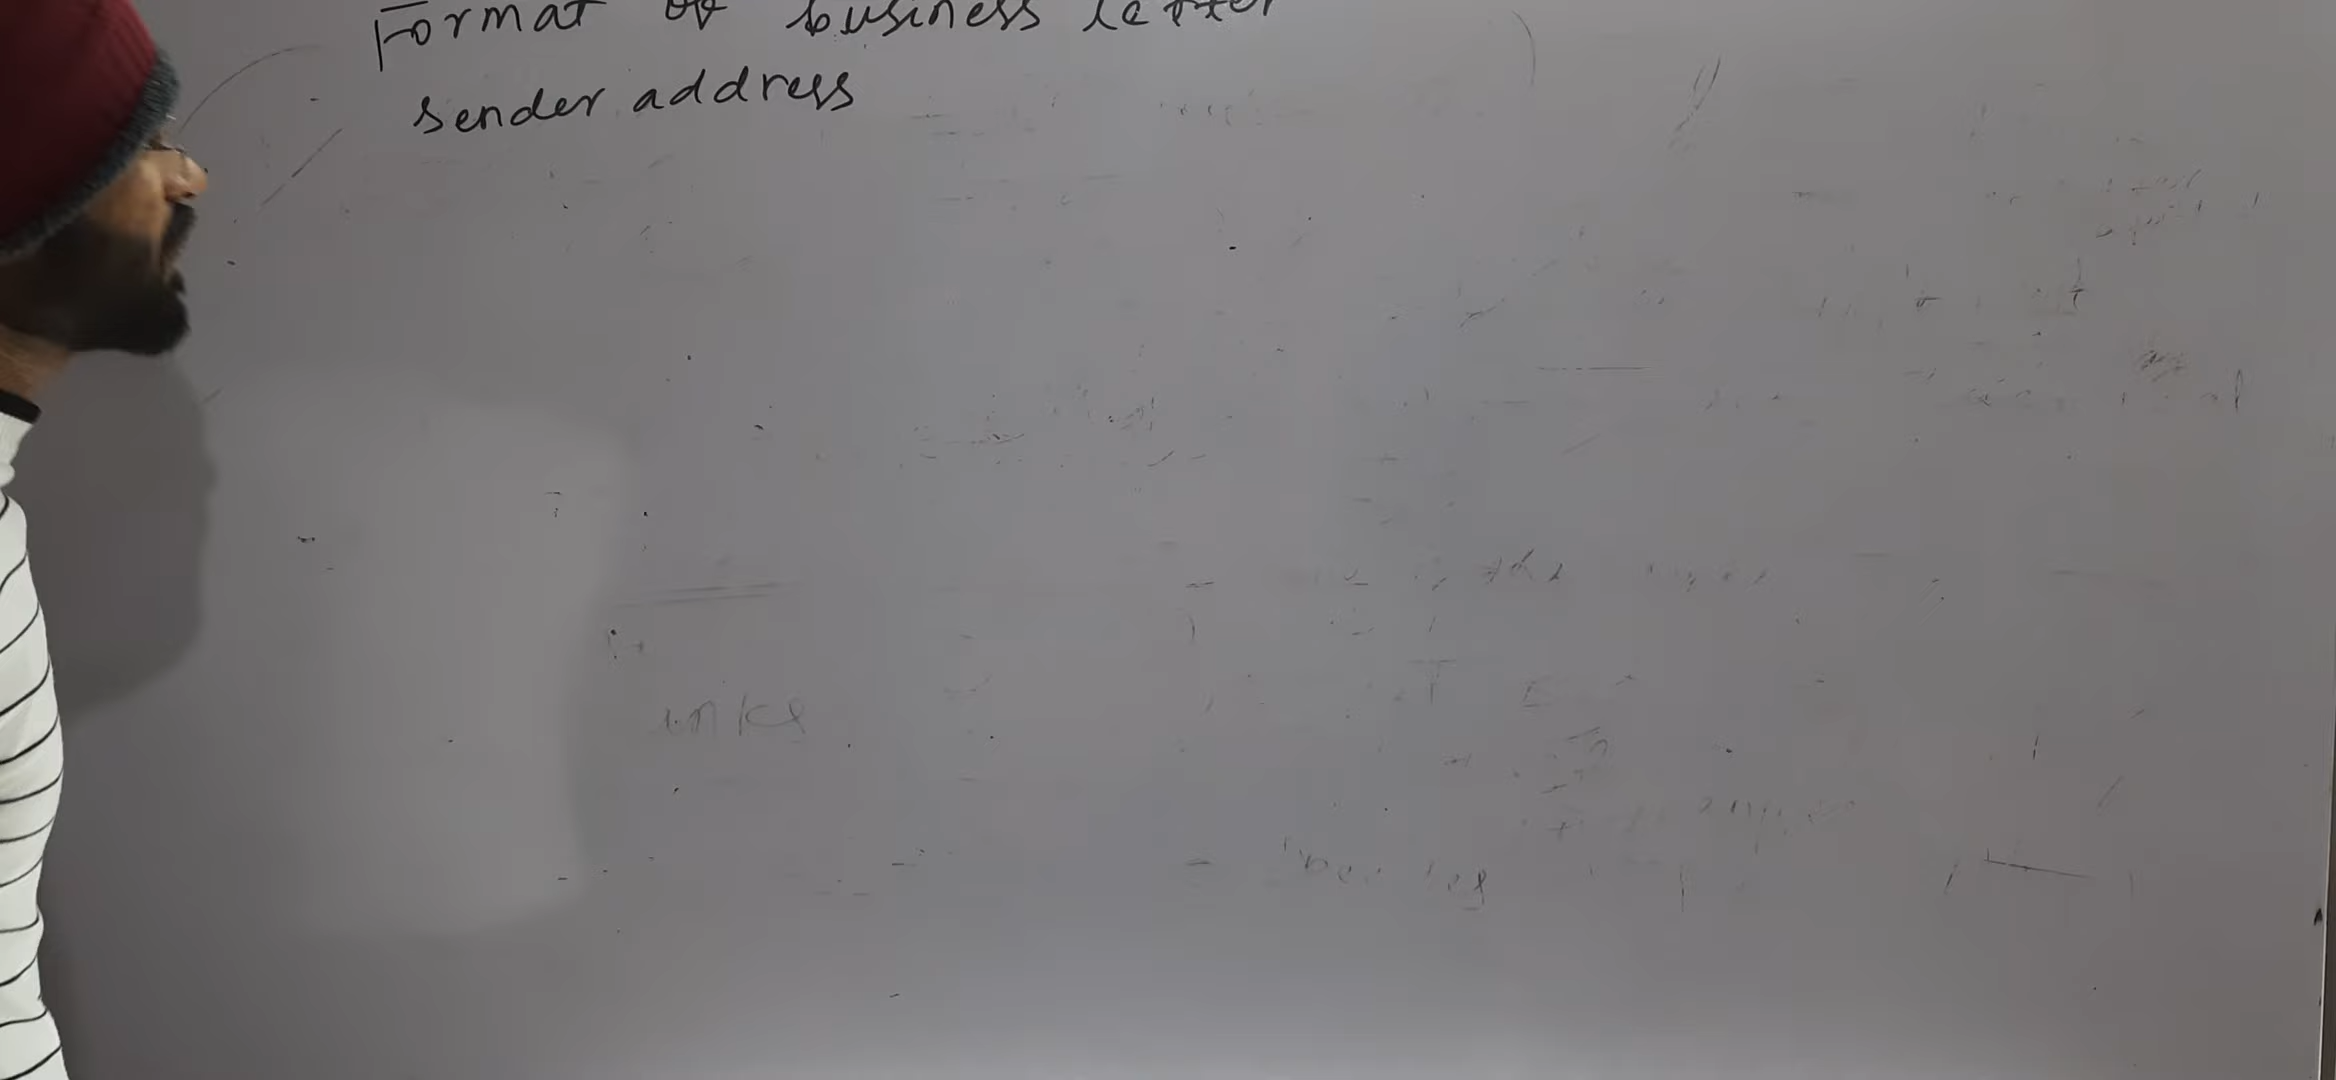 Format of business letter
sender address